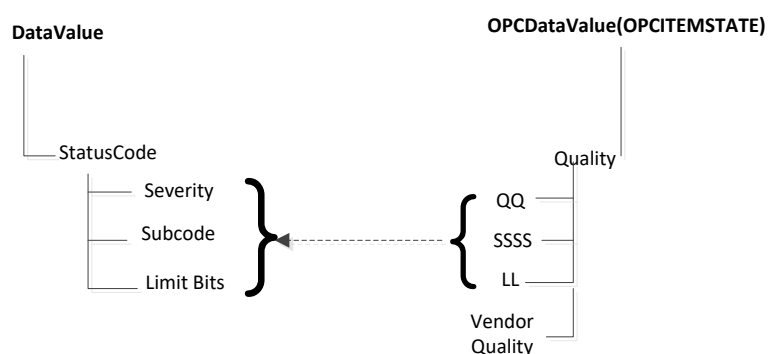 DataValue
OPCDataValue(OPCITEMSTATE)
StatusCode
Severity
Subcode
Limit Bits
Quality
QQ
SSSS
LL
Vendor
Quality